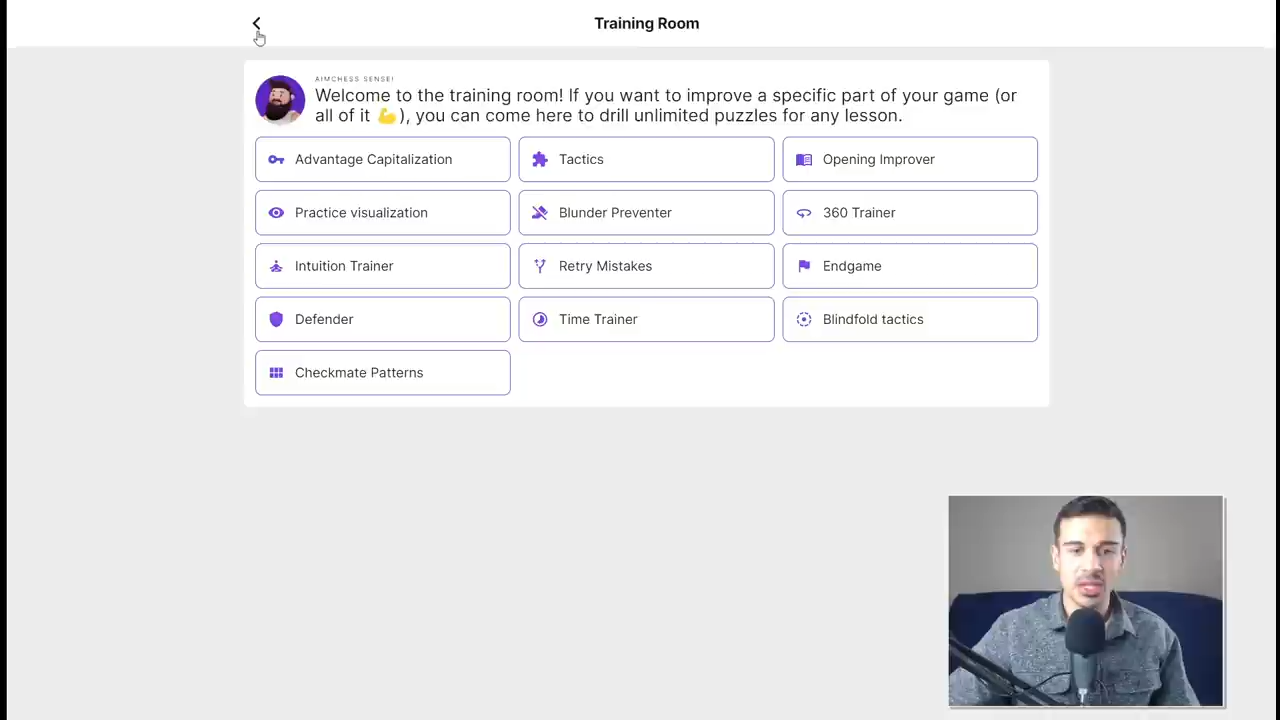 Training Room
AIMCHESS SENSEI
Welcome to the training room! If you want to improve a specific part of your game (or
all of it 💪), you can come here to drill unlimited puzzles for any lesson.
Advantage Capitalization
Tactics
Opening Improver
Practice visualization
Blunder Preventer
360 Trainer
Intuition Trainer
Retry Mistakes
Endgame
Defender
Time Trainer
Blindfold tactics
Checkmate Patterns